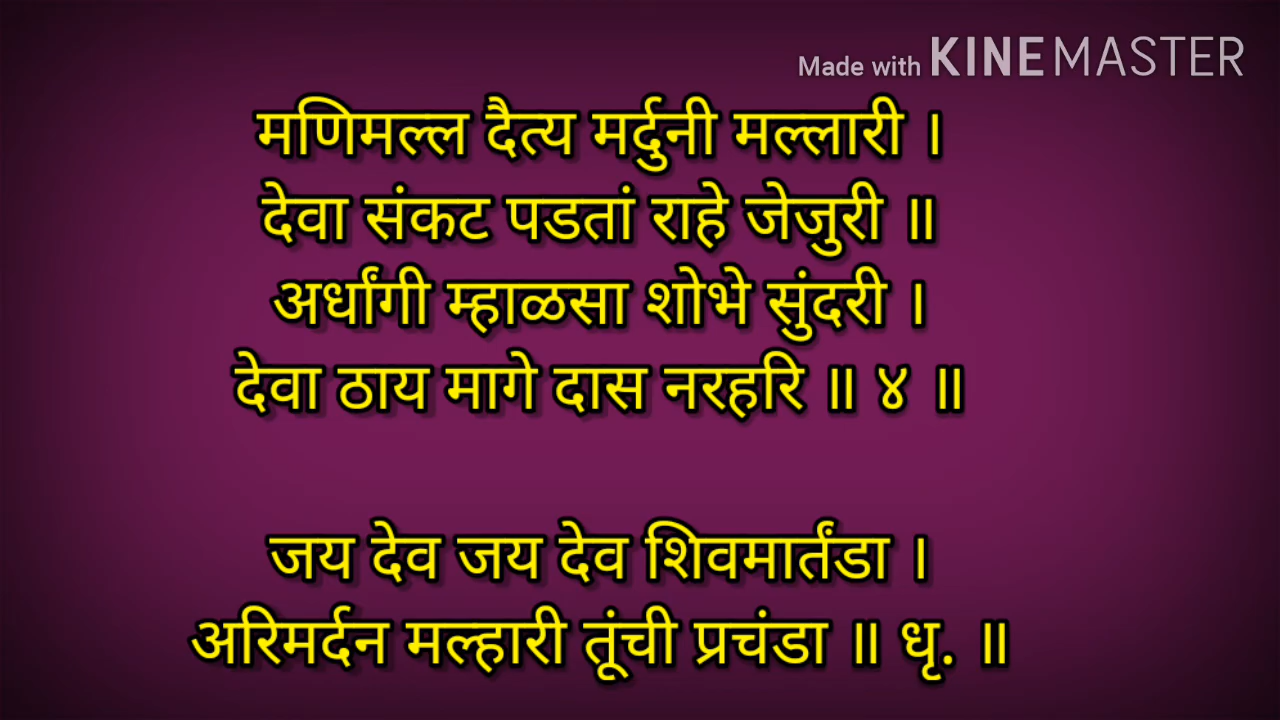 Made with KINEMASTER
मणिमल्ल दैत्य मर्दुनी मल्लारी ।
देवा संकट पडतां राहे जेजुरी ॥
अर्धांगी म्हाळसा शोभे सुंदरी ।
देवा ठाय मागे दास नरहरि ॥ ४ ॥
जय देव जय देव शिवमार्तंडा ।
अरिमर्दन मल्हारी तूंची प्रचंडा ॥ धृ. ॥